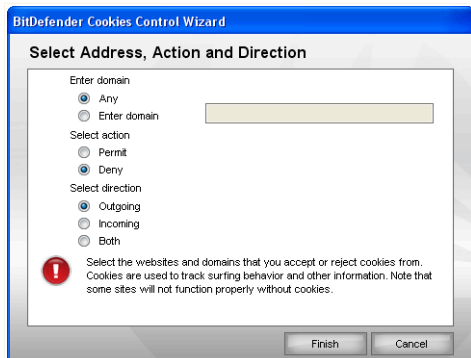 BitDefender Cookies Control Wizard
Select Address, Action and Direction
Enter domain
Any
Enter domain
Select action
Permit
Deny
Select direction
Outgoing
Incoming
Both
Select the websites and domains that you accept or reject cookies from.
Cookies are used to track surfing behavior and other information. Note that
some sites will not function properly without cookies.
Finish Cancel